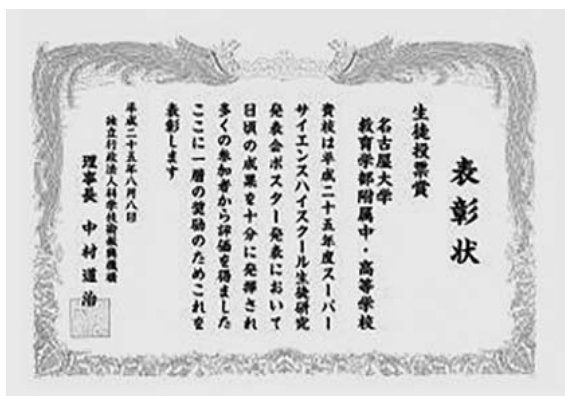 表彰状
生徒投票賞
名古屋大学
教育学部附属中・高等学校
貴校は平成二十五年度スーパー
サイエンスハイスクール生徒研究
発表会ポスター発表において
日頃の成果を十分に発揮され
多くの参加者から評価を得ました
ここに一層の奨励のためこれを
表彰します
平成二十五年八月八日
独立行政法人科学技術振興機構
理事長 中村道治